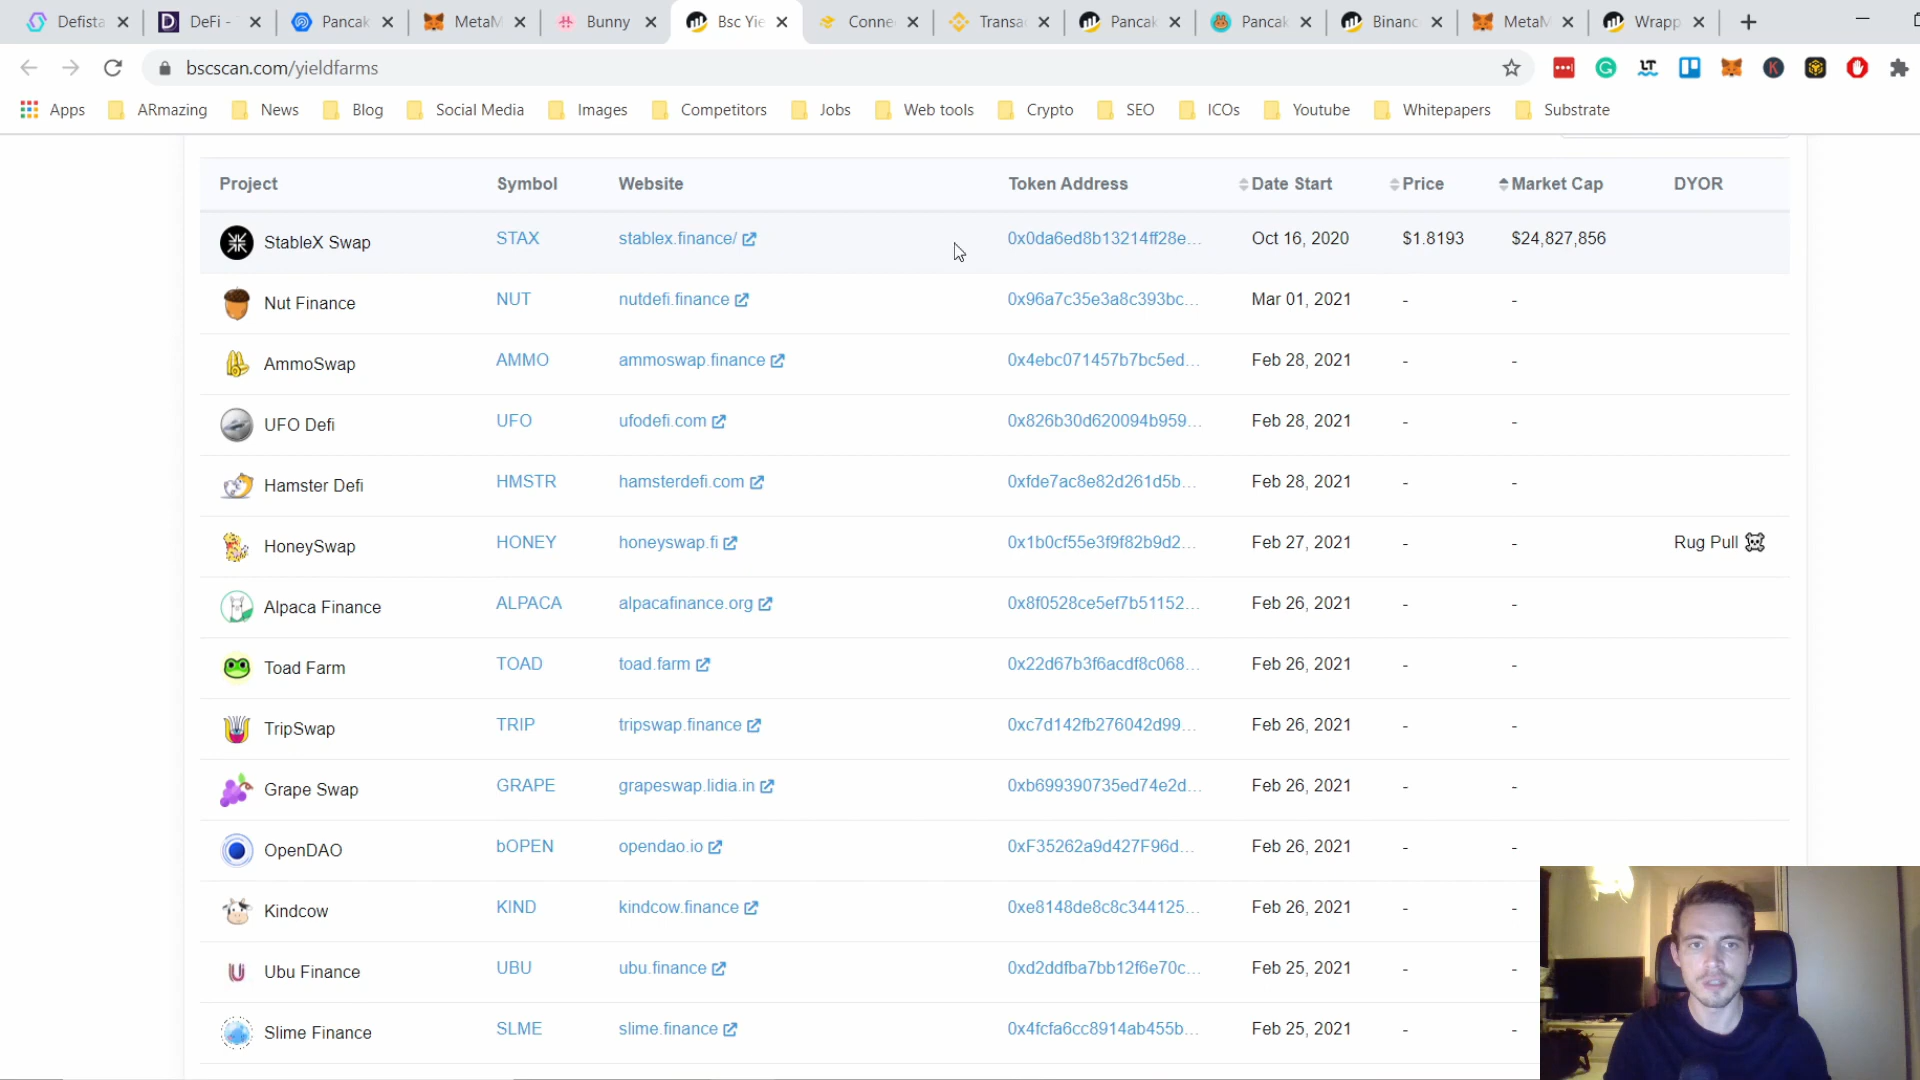 Defista DeFi - Pancak MetaM Bunny Bsc Yie Conne Transa Pancak Pancak Binanc MetaM Wrapp
bscscan.com/yieldfarms
Apps ARmazing News Blog Social Media Images Competitors Jobs Web tools Crypto SEO ICOs Youtube Whitepapers Substrate
Project Symbol Website Token Address Date Start Price Market Cap DYOR
StableX Swap STAX stablex.finance/ 0x0da6ed8b13214ff28e... Oct 16, 2020 $1.8193 $24,827,856
Nut Finance NUT nutdefi.finance 0x96a7c35e3a8c393bc... Mar 01, 2021 - -
AmmoSwap AMMO ammoswap.finance 0x4ebc071457b7bc5ed... Feb 28, 2021 - -
UFO Defi UFO ufodefi.com 0x826b30d620094b959... Feb 28, 2021 - -
Hamster Defi HMSTR hamsterdefi.com 0xfde7ac8e82d261d5b... Feb 28, 2021 - -
HoneySwap HONEY honeyswap.fi 0x1b0cf55e3f9f82b9d2... Feb 27, 2021 - - Rug Pull
Alpaca Finance ALPACA alpacafinance.org 0x8f0528ce5ef7b51152... Feb 26, 2021 - -
Toad Farm TOAD toad.farm 0x22d67b3f6acdf8c068... Feb 26, 2021 - -
TripSwap TRIP tripswap.finance 0xc7d142fb276042d99... Feb 26, 2021 - -
Grape Swap GRAPE grapeswap.lidia.in 0xb699390735ed74e2d... Feb 26, 2021 - -
OpenDAO bOPEN opendao.io 0xF35262a9d427F96d... Feb 26, 2021 - -
Kindcow KIND kindcow.finance 0xe8148de8c8c344125... Feb 26, 2021 - -
Ubu Finance UBU ubu.finance 0xd2ddfba7bb12f6e70c... Feb 25, 2021 - -
Slime Finance SLME slime.finance 0x4fcfa6cc8914ab455b... Feb 25, 2021 - -